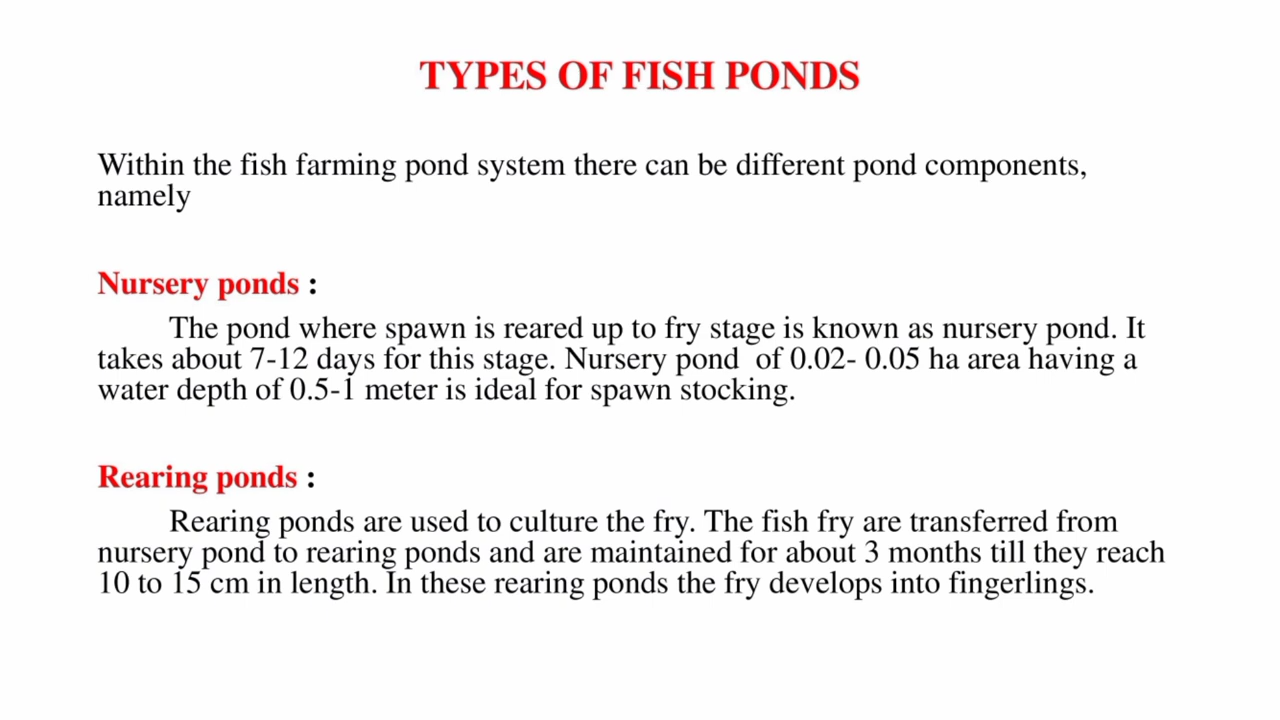 TYPES OF FISH PONDS
Within the fish farming pond system there can be different pond components,
namely
Nursery ponds :
The pond where spawn is reared up to fry stage is known as nursery pond. It
takes about 7-12 days for this stage. Nursery pond  of 0.02- 0.05 ha area having a
water depth of 0.5-1 meter is ideal for spawn stocking.
Rearing ponds :
Rearing ponds are used to culture the fry. The fish fry are transferred from
nursery pond to rearing ponds and are maintained for about 3 months till they reach
10 to 15 cm in length. In these rearing ponds the fry develops into fingerlings.